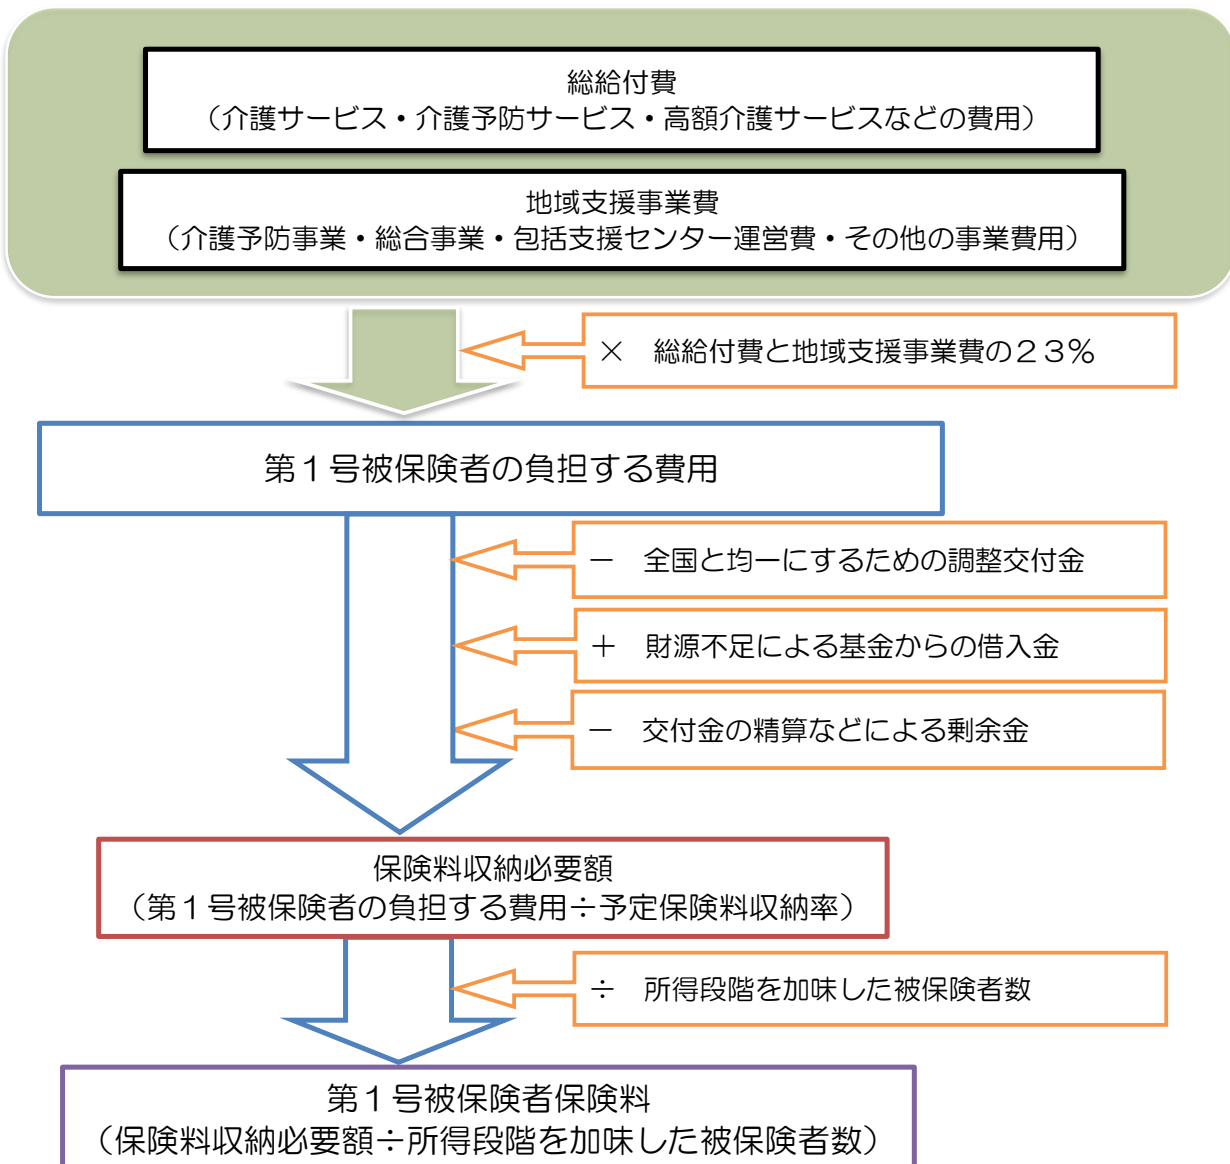 総給付費
（介護サービス・介護予防サービス・高額介護サービスなどの費用）
地域支援事業費
（介護予防事業・総合事業・包括支援センター運営費・その他の事業費用）
×　総給付費と地域支援事業費の２３％
第１号被保険者の負担する費用
－　全国と均一にするための調整交付金
＋　財源不足による基金からの借入金
－　交付金の精算などによる剰余金
保険料収納必要額
（第１号被保険者の負担する費用÷予定保険料収納率）
÷　所得段階を加味した被保険者数
第１号被保険者保険料
（保険料収納必要額÷所得段階を加味した被保険者数）